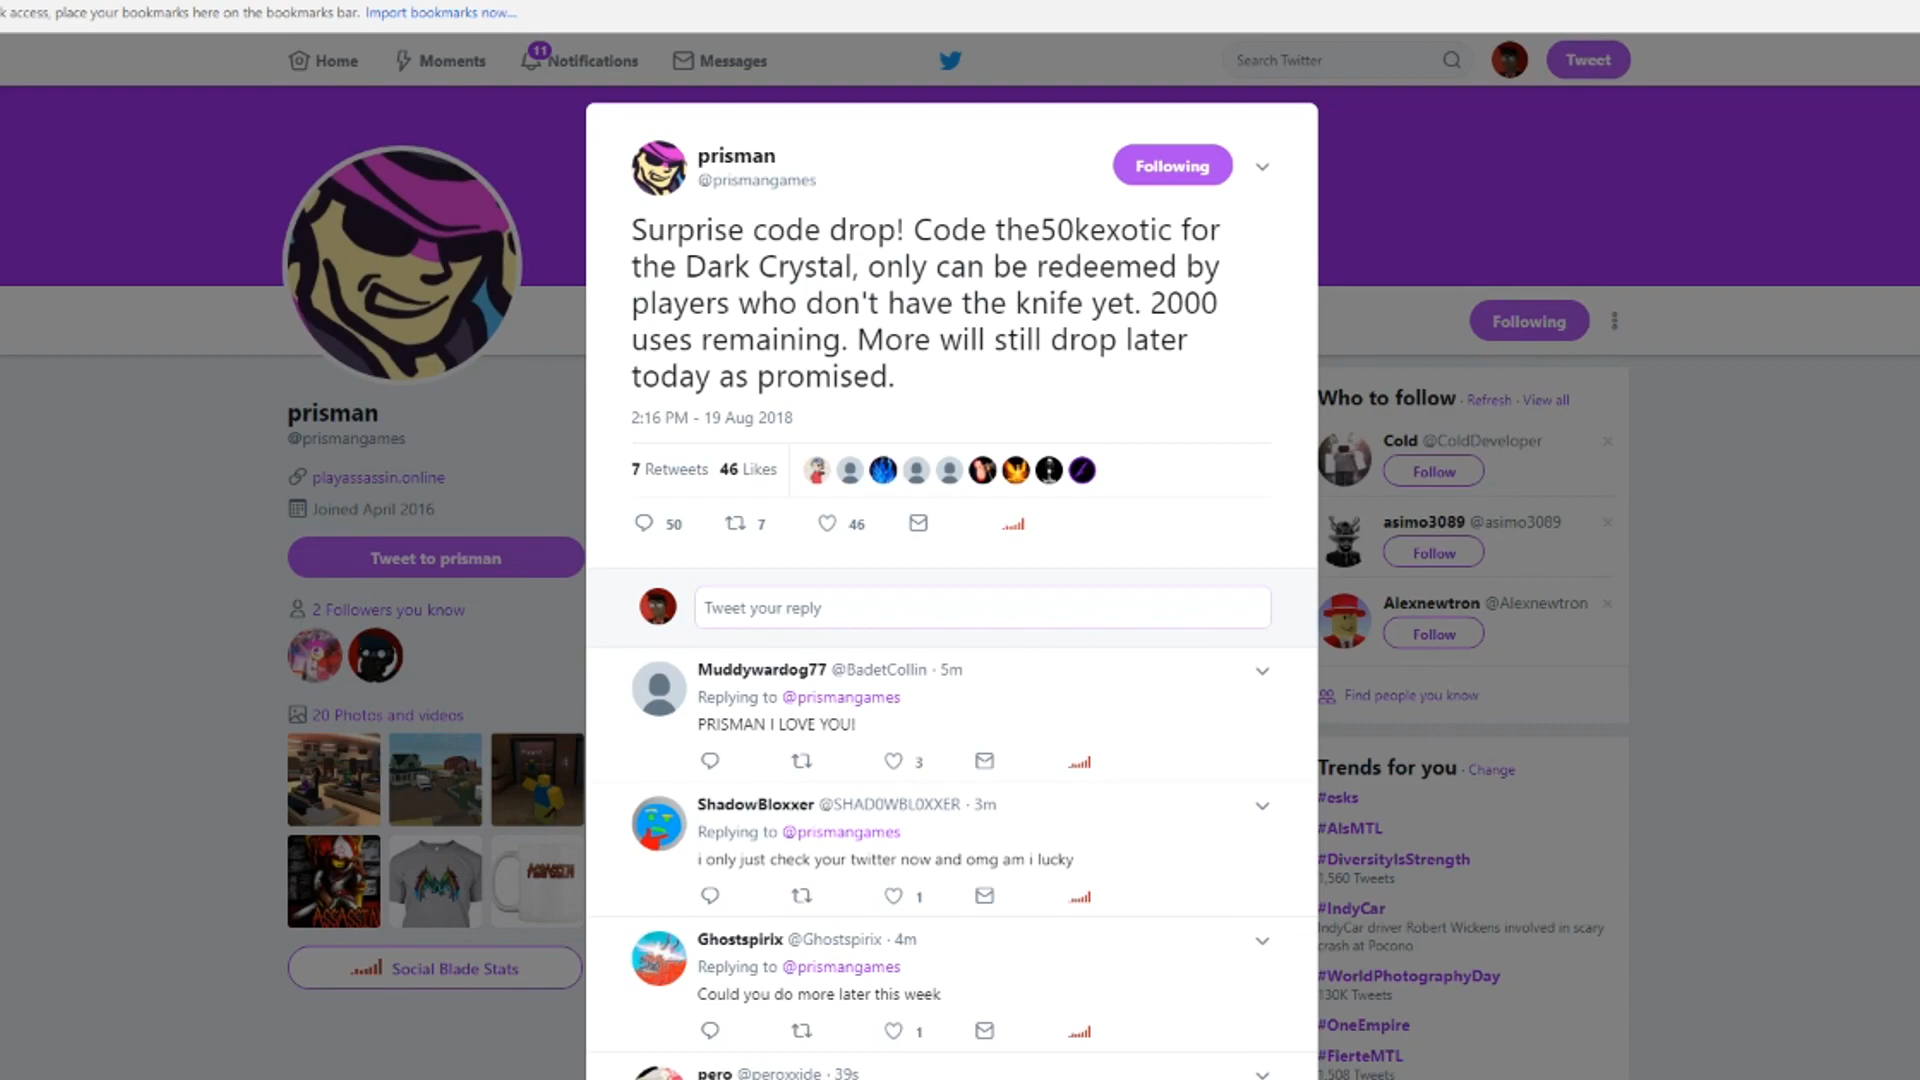 k access, place your bookmarks here on the bookmarks bar. Import bookmarks now...
Home
Moments
11
Notifications
Messages
Search Twitter
Tweet
prisman
@prismangames
Following
Surprise code drop! Code the50kexotic for
the Dark Crystal, only can be redeemed by
players who don't have the knife yet. 2000
uses remaining. More will still drop later
today as promised.
2:16 PM - 19 Aug 2018
7 Retweets 46 Likes
50
7
46
Tweet your reply
Muddywardog77 @BadetCollin · 5m
Replying to @prismangames
PRISMAN I LOVE YOU!
3
ShadowBloxxer @SHAD0WBL0XXER · 3m
Replying to @prismangames
i only just check your twitter now and omg am i lucky
1
Ghostspirix @Ghostspirix · 4m
Replying to @prismangames
Could you do more later this week
1
pero @peroxxide · 39s
prisman
@prismangames
playassassin.online
Joined April 2016
Tweet to prisman
2 Followers you know
20 Photos and videos
ASSASSIN
ASSASSIN
Social Blade Stats
Following
Who to follow · Refresh · View all
Cold @ColdDeveloper
Follow
asimo3089 @asimo3089
Follow
Alexnewtron @Alexnewtron
Follow
Find people you know
Trends for you · Change
#esks
#AlsMTL
#DiversityIsStrength
1,560 Tweets
#IndyCar
IndyCar driver Robert Wickens involved in scary
crash at Pocono
#WorldPhotographyDay
130K Tweets
#OneEmpire
#FierteMTL
1,508 Tweets